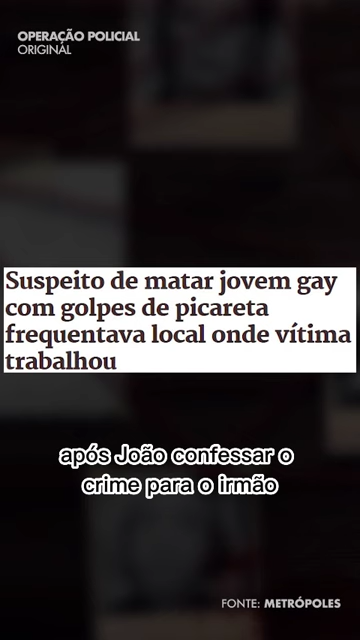 OPERAÇÃO POLICIAL
ORIGINAL
Suspeito de matar jovem gay
com golpes de picareta
frequentava local onde vítima
trabalhou
após João confessar o
crime para o irmão
FONTE: METRÓPOLES